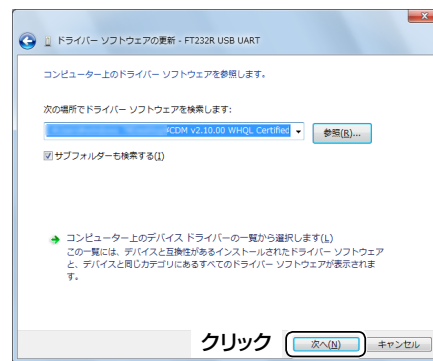 ドライバー ソフトウェアの更新 - FT232R USB UART
コンピューター上のドライバー ソフトウェアを参照します。
次の場所でドライバー ソフトウェアを検索します:
¥CDM v2.10.00 WHQL Certified
参照(R)...
サブフォルダーも検索する(I)
コンピューター上のデバイス ドライバーの一覧から選択します(L)
この一覧には、デバイスと互換性があるインストールされたドライバー ソフトウェア
と、デバイスと同じカテゴリにあるすべてのドライバー ソフトウェアが表示されま
す。
クリック
次へ(N)
キャンセル